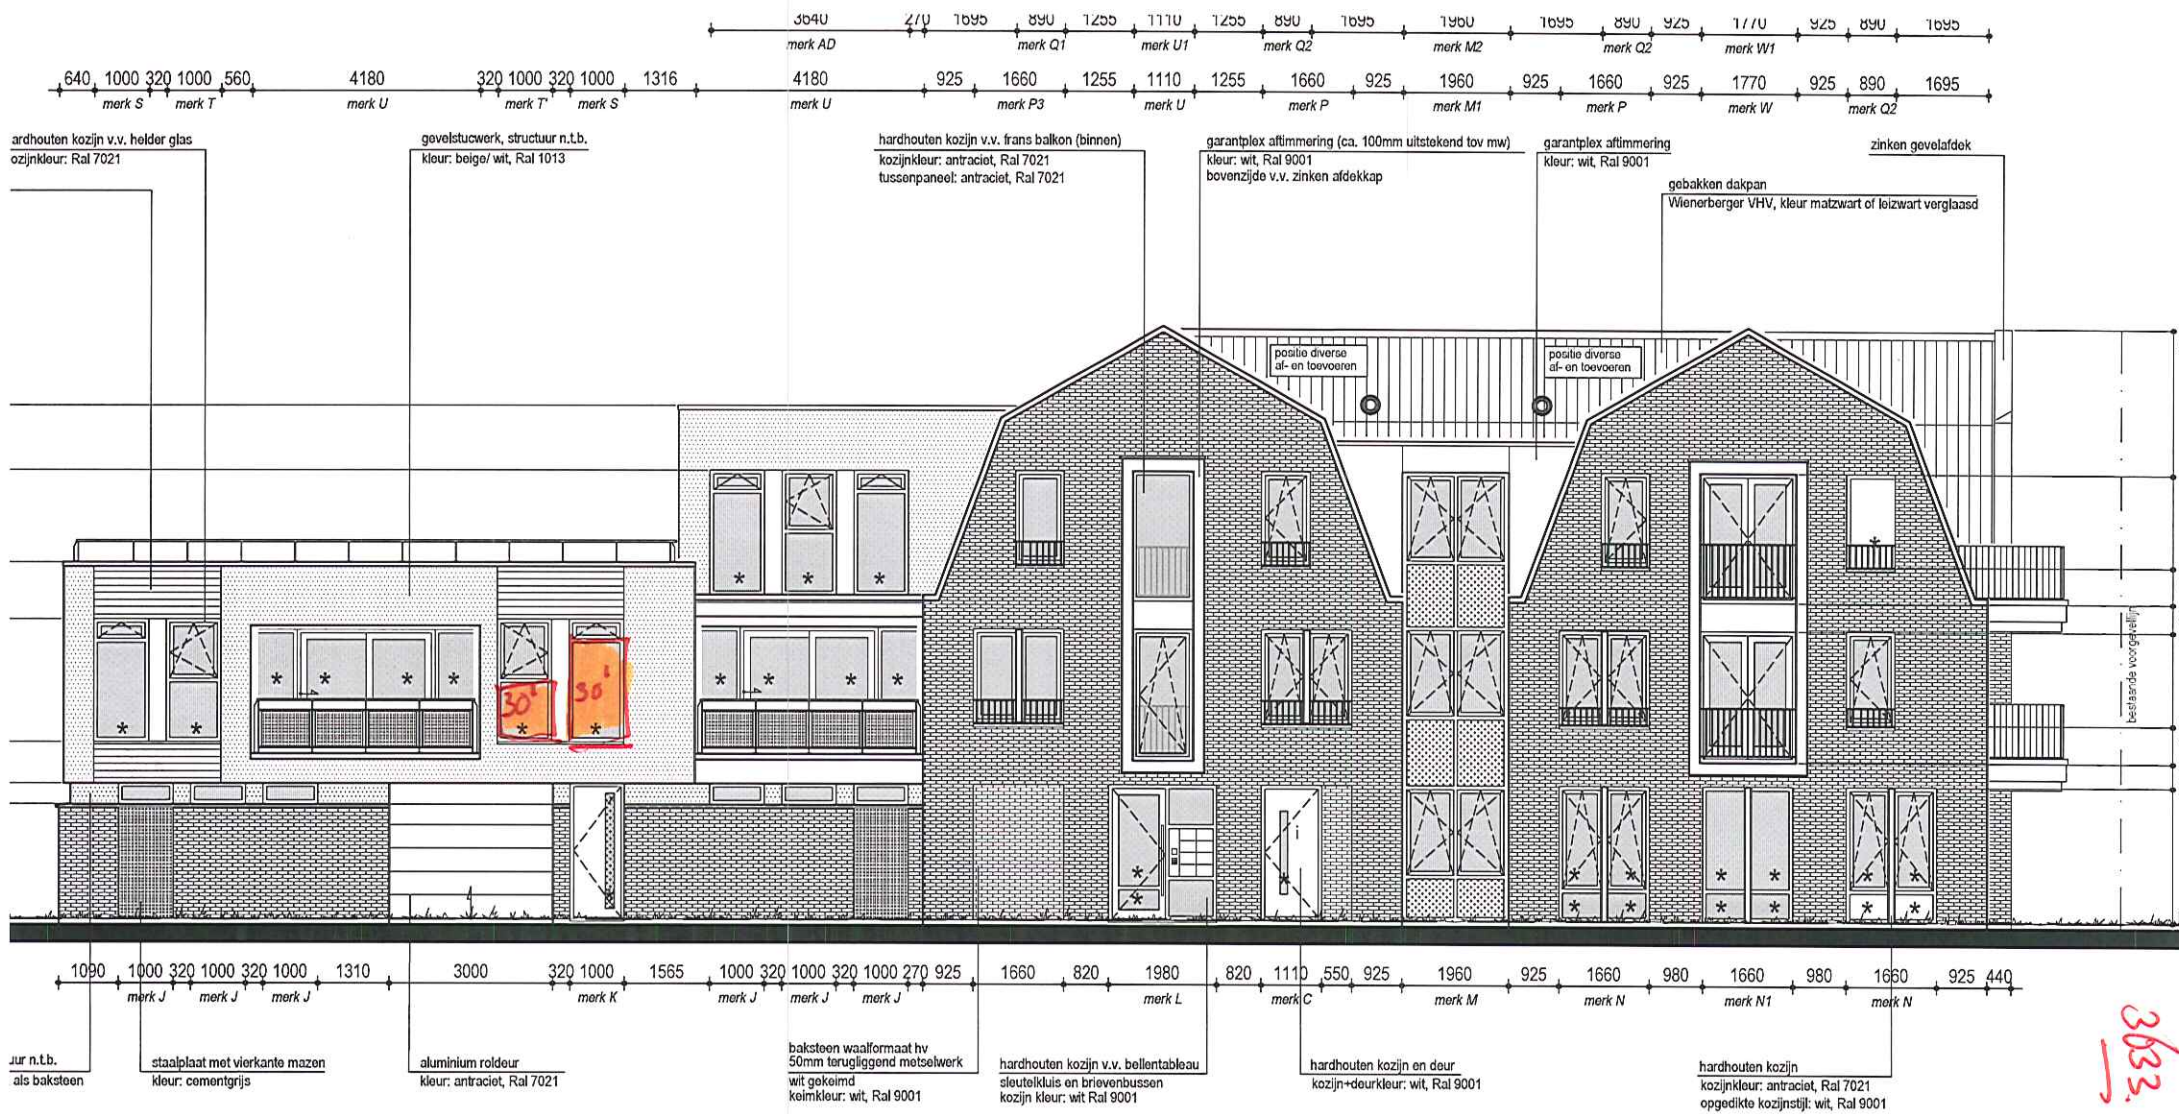 3640 270 1695 890 1255 1110 1255 890 1695 1960 1695 890 925 1770 925 890 1695
merk AD merk Q1 merk U1 merk Q2 merk M2 merk Q2 merk W1
640 1000 320 1000 560 4180 320 1000 320 1000 1316 4180 925 1660 1255 1110 1255 1660 925 1960 925 1660 925 1770 925 890 1695
merk S merk T merk U merk T' merk S merk U merk P3 merk U merk P merk M1 merk P merk W merk Q2
ardhouten kozijn v.v. helder glas
ozijnkleur: Ral 7021
gevelstucwerk, structuur n.t.b.
kleur: beige/ wit, Ral 1013
hardhouten kozijn v.v. frans balkon (binnen)
kozijnkleur: antraciet, Ral 7021
tussenpaneel: antraciet, Ral 7021
garantplex aftimmering (ca. 100mm uitstekend tov mw)
kleur: wit, Ral 9001
bovenzijde v.v. zinken afdekkap
garantplex aftimmering
kleur: wit, Ral 9001
zinken gevelafdek
gebakken dakpan
Wienerberger VHV, kleur matzwart of leizwart verglaasd
positie diverse
af- en toevoeren
positie diverse
af- en toevoeren
bestaande voorgevellijn
30'
30'
1090 1000 320 1000 320 1000 1310 3000 320 1000 1565 1000 320 1000 320 1000 270 925 1660 820 1980 820 1110 550 925 1960 925 1660 980 1660 980 1660 925 440
merk J merk J merk J merk K merk J merk J merk J merk L merk C merk M merk N merk N1 merk N
uur n.t.b.
als baksteen
staalplaat met vierkante mazen
kleur: cementgrijs
aluminium roldeur
kleur: antraciet, Ral 7021
baksteen waalformaat hv
50mm terugliggend metselwerk
wit gekeimd
keimkleur: wit, Ral 9001
hardhouten kozijn v.v. bellentableau
sleutelkluis en brievenbussen
kozijn kleur: wit Ral 9001
hardhouten kozijn en deur
kozijn+deurkleur: wit, Ral 9001
hardhouten kozijn
kozijnkleur: antraciet, Ral 7021
opgedikte kozijnstijl: wit, Ral 9001
3633.